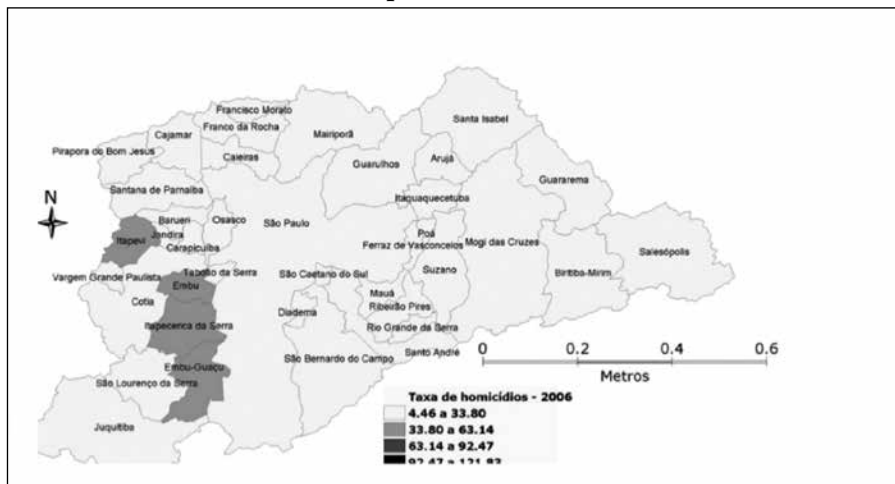 Francisco Morato
Franco da Rocha
Santa Isabel
Cajamar
Mairiporã
Pirapora do Bom Jesus
Caieiras
Guarulhos
Arujá
Guararema
Santana de Parnaíba
Itaquaquecetuba
N
Barueri
Osasco
São Paulo
Poá
Itapevi
Jandira
Carapicuíba
Ferraz de Vasconcelos
Mogi das Cruzes
Salesópolis
Vargem Grande Paulista
Taboão da Serra
São Caetano do Sul
Suzano
Biritiba-Mirim
Embu
Cotia
Mauá
Diadema
Ribeirão Pires
Itapecerica da Serra
Rio Grande da Serra
São Bernardo do Campo
Santo André
0 0.2 0.4 0.6
Metros
Embu-Guaçu
São Lourenço da Serra
Juquitiba
Taxa de homicídios - 2006
4.46 a 33.80
33.80 a 63.14
63.14 a 92.47
92.47 a 121.83